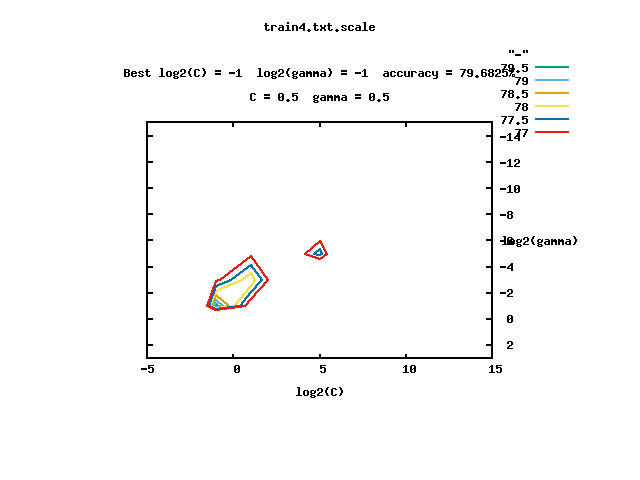 train4.txt.scale
"-"
Best log2(C) = -1 log2(gamma) = -1 accuracy = 79.6825%
79.5
79
78.5
78
77.5
77
C = 0.5 gamma = 0.5
-14
-12
-10
-8
-6
log2(gamma)
-4
-2
0
2
-5 0 5 10 15
log2(C)